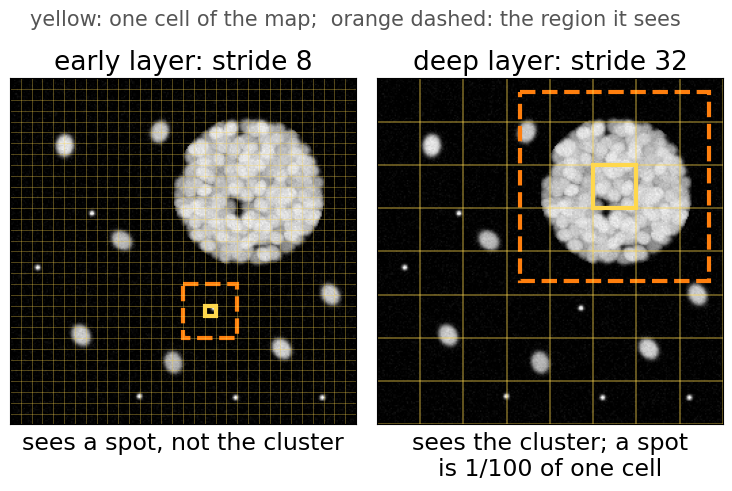 yellow: one cell of the map;  orange dashed: the region it sees
early layer: stride 8
deep layer: stride 32
sees a spot, not the cluster
sees the cluster; a spot
is 1/100 of one cell